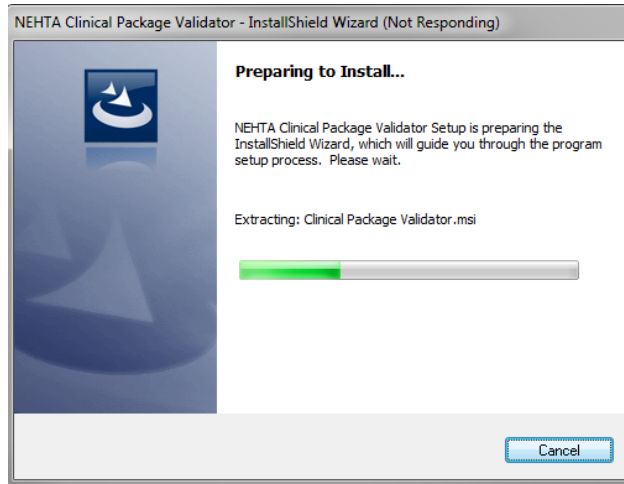 NEHTA Clinical Package Validator - InstallShield Wizard (Not Responding)
Preparing to Install...
NEHTA Clinical Package Validator Setup is preparing the
InstallShield Wizard, which will guide you through the program
setup process.  Please wait.
Extracting: Clinical Package Validator.msi
Cancel